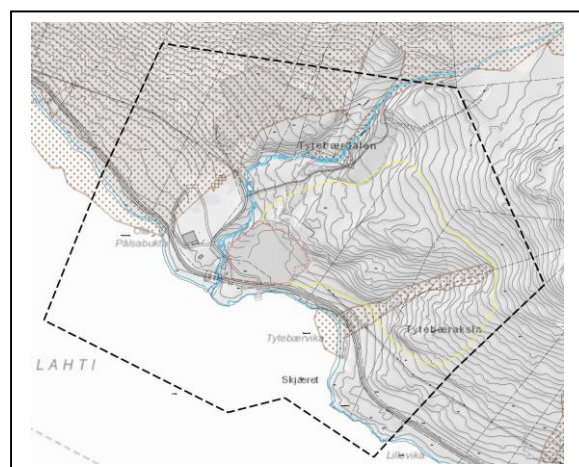 Tytebærdalen
Pålsabukta
Tytebæraksla
Tytebærvika
LAHTI
Skjæret
Lillevika